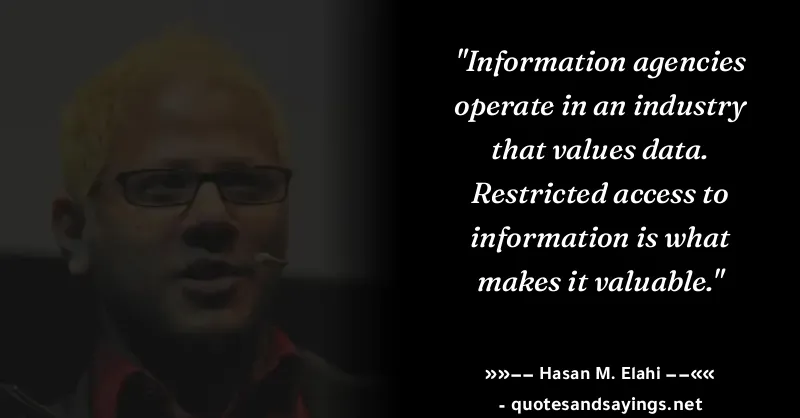 "Information agencies
operate in an industry
that values data.
Restricted access to
information is what
makes it valuable."
»»−− Hasan M. Elahi −−««
- quotesandsayings.net